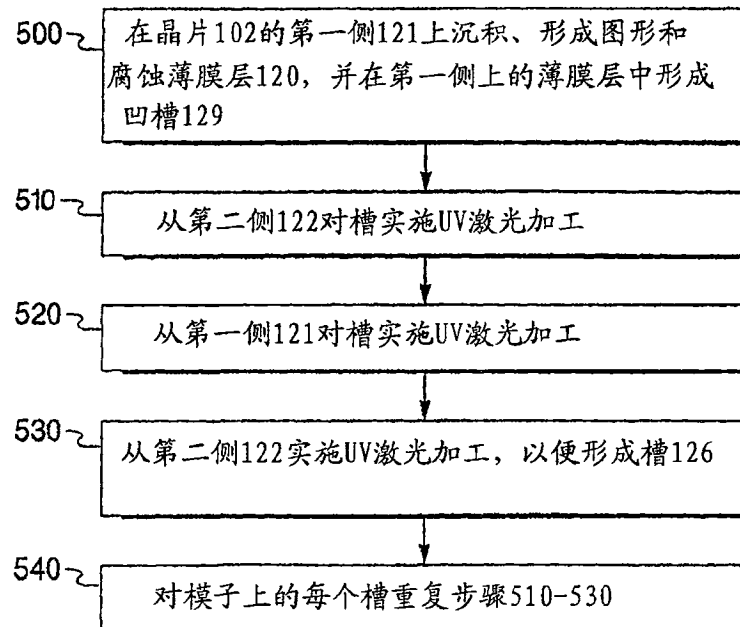 500
在晶片102的第一侧121上沉积、形成图形和
腐蚀薄膜层120，并在第一侧上的薄膜层中形成
凹槽129
510
从第二侧122对槽实施UV激光加工
520
从第一侧121对槽实施UV激光加工
530
从第二侧122实施UV激光加工，以便形成槽126
540
对模子上的每个槽重复步骤510-530